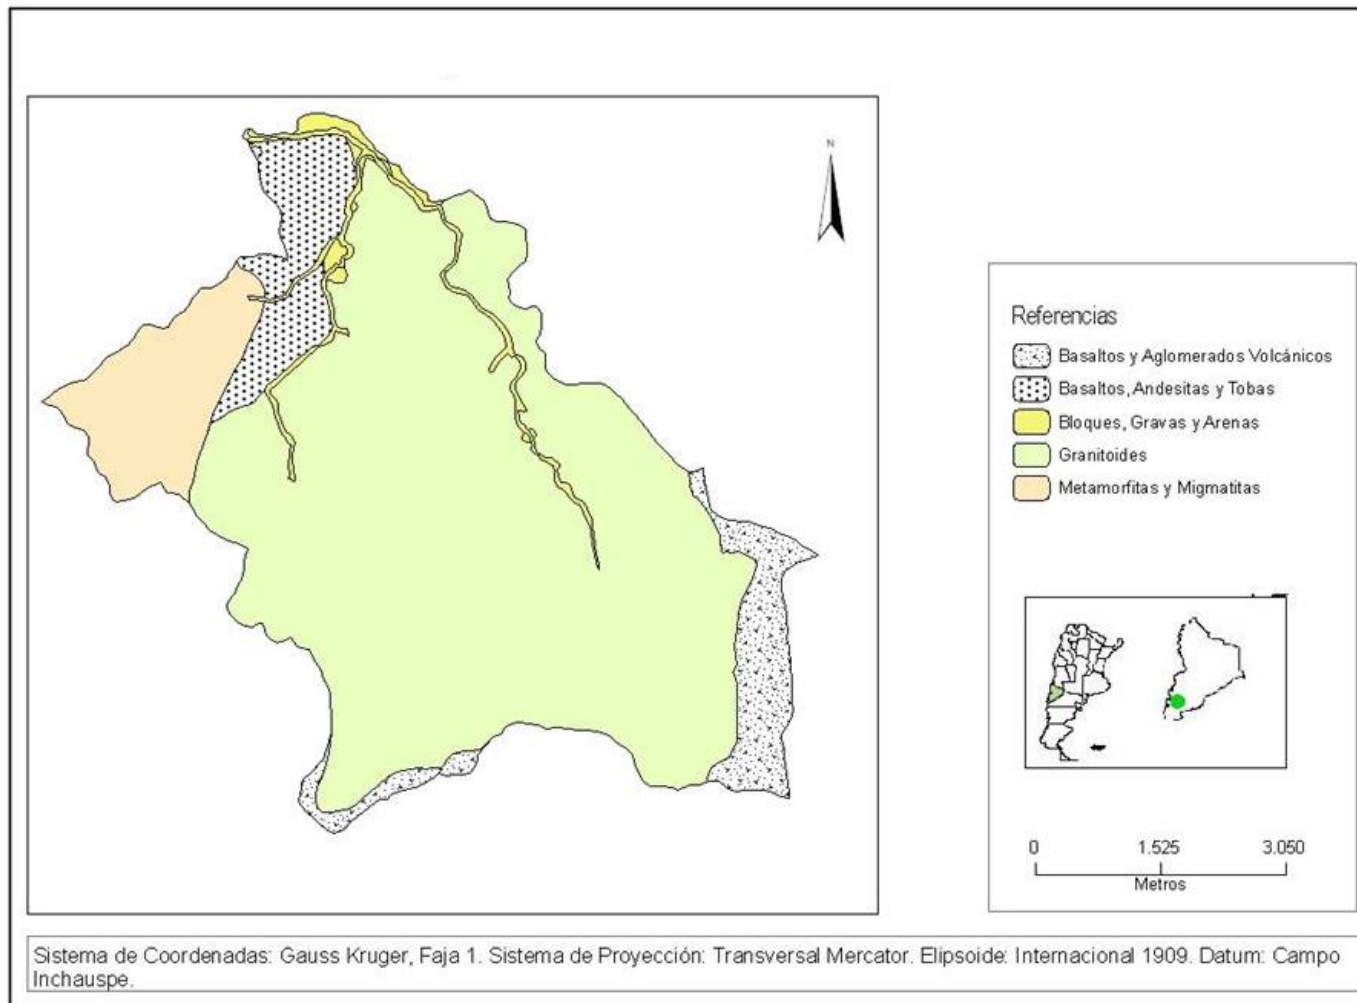 N
Referencias
Basaltos y Aglomerados Volcánicos
Basaltos, Andesitas y Tobas
Bloques, Gravas y Arenas
Granitoides
Metamorfitas y Migmatitas
0 1.525 3.050
Metros
Sistema de Coordenadas: Gauss Kruger, Faja 1. Sistema de Proyección: Transversal Mercator. Elipsoide: Internacional 1909. Datum: Campo
Inchauspe.